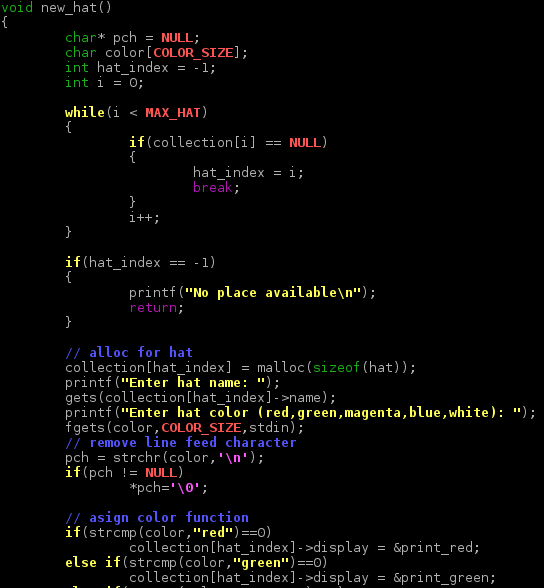 void new_hat()
{
        char* pch = NULL;
        char color[COLOR_SIZE];
        int hat_index = -1;
        int i = 0;

        while(i < MAX_HAT)
        {
                if(collection[i] == NULL)
                {
                        hat_index = i;
                        break;
                }
                i++;
        }

        if(hat_index == -1)
        {
                printf("No place available\n");
                return;
        }

        // alloc for hat
        collection[hat_index] = malloc(sizeof(hat));
        printf("Enter hat name: ");
        gets(collection[hat_index]->name);
        printf("Enter hat color (red,green,magenta,blue,white): ");
        fgets(color,COLOR_SIZE,stdin);
        // remove line feed character
        pch = strchr(color,'\n');
        if(pch != NULL)
                *pch='\0';

        // asign color function
        if(strcmp(color,"red")==0)
                collection[hat_index]->display = &print_red;
        else if(strcmp(color,"green")==0)
                collection[hat_index]->display = &print_green;